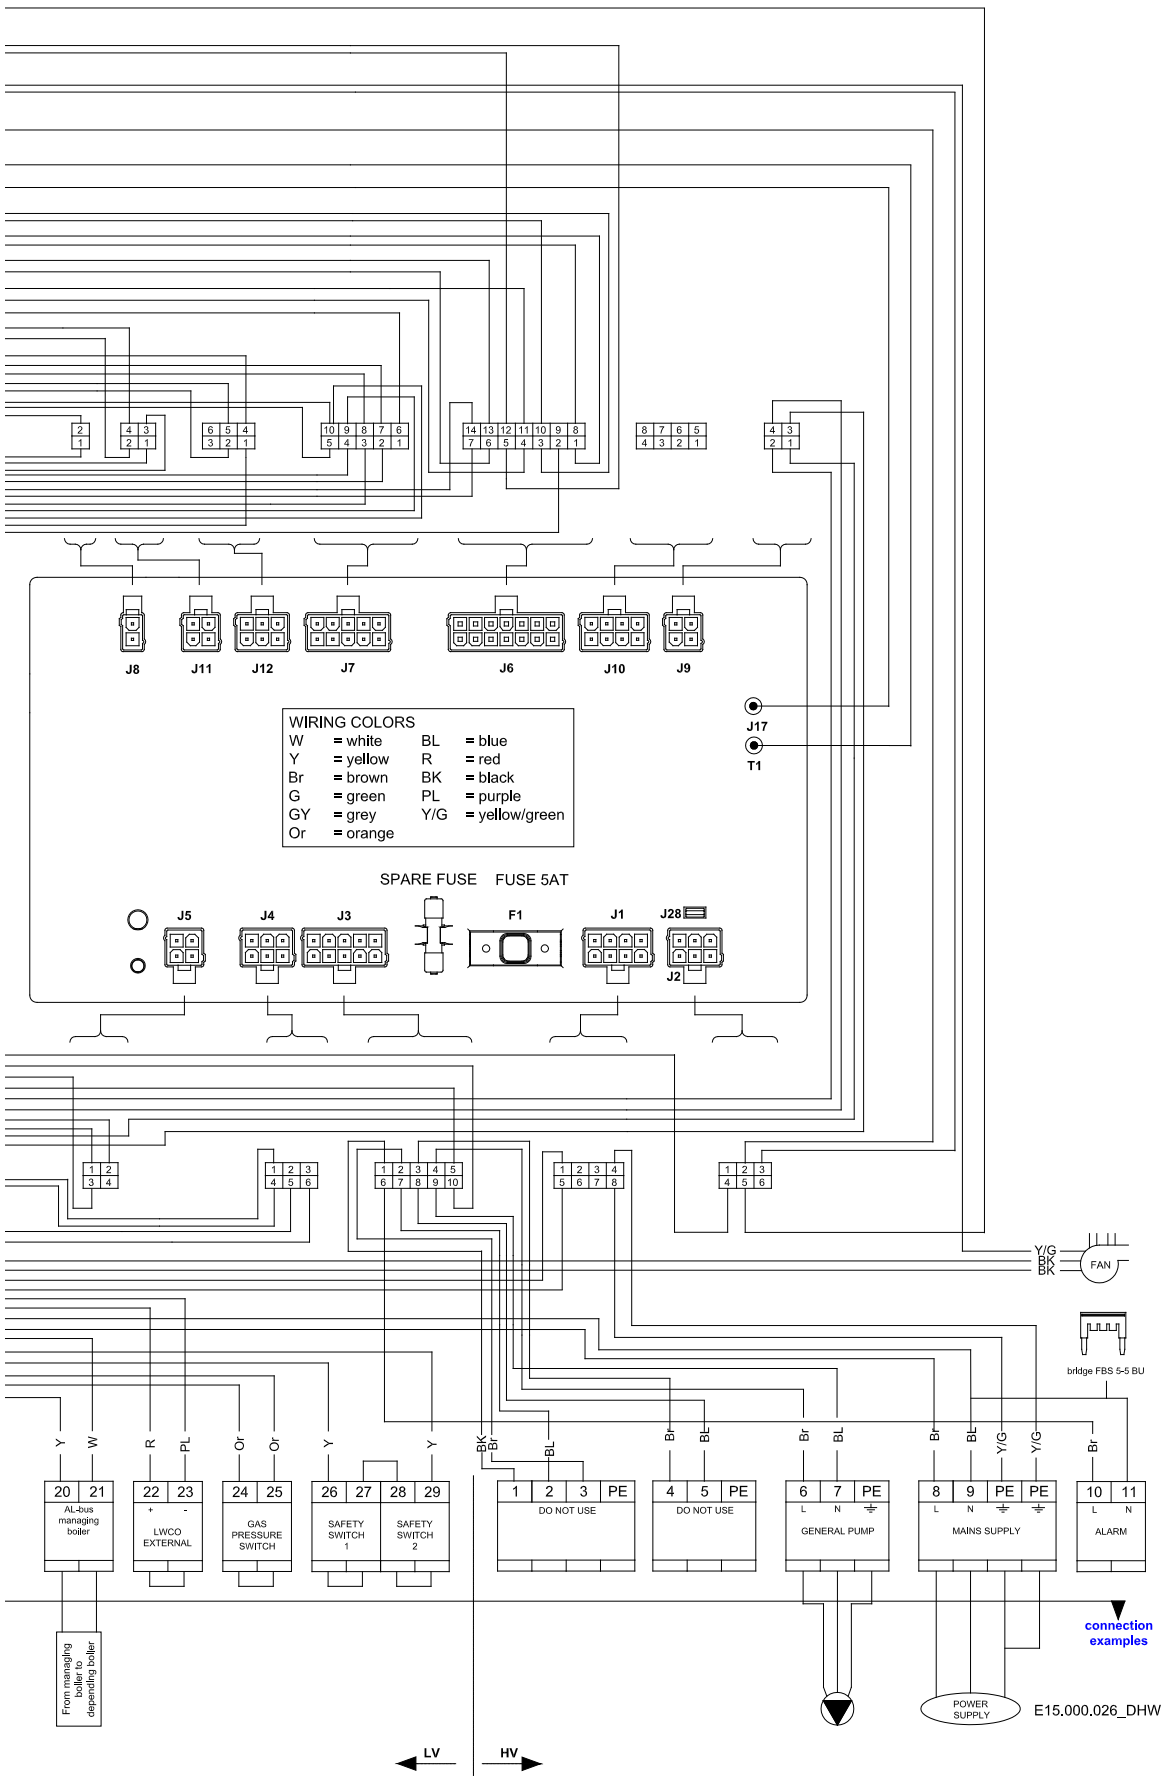 2
1
4 3
2 1
6 5 4
3 2 1
10 9 8 7 6
5 4 3 2 1
14 13 12 11 10 9 8
7 6 5 4 3 2 1
8 7 6 5
4 3 2 1
4 3
2 1
J8 J11 J12 J7 J6 J10 J9
J17
T1
WIRING COLORS
W = white BL = blue
Y = yellow R = red
Br = brown BK = black
G = green PL = purple
GY = grey Y/G = yellow/green
Or = orange
SPARE FUSE FUSE 5AT
J5 J4 J3 F1 J1 J28
J2
1 2
3 4
1 2 3
4 5 6
1 2 3 4 5
6 7 8 9 10
1 2 3 4
5 6 7 8
1 2 3
4 5 6
Y/G
BK
BK
FAN
bridge FBS 5-5 BU
Y W R PL Or Or Y Y BK Br BL Br BL Br BL Br BL Y/G Y/G Br
20 21
AL-bus
managing
boiler
22 23
+ -
LWCO
EXTERNAL
24 25
GAS
PRESSURE
SWITCH
26 27 28 29
SAFETY
SWITCH
1
SAFETY
SWITCH
2
1 2 3 PE
DO NOT USE
4 5 PE
DO NOT USE
6 7 PE
L N
GENERAL PUMP
8 9 PE PE
L N
MAINS SUPPLY
10 11
L N
ALARM
connection
examples
From managing
boiler to
depending boiler
POWER
SUPPLY
E15.000.026_DHW
LV HV